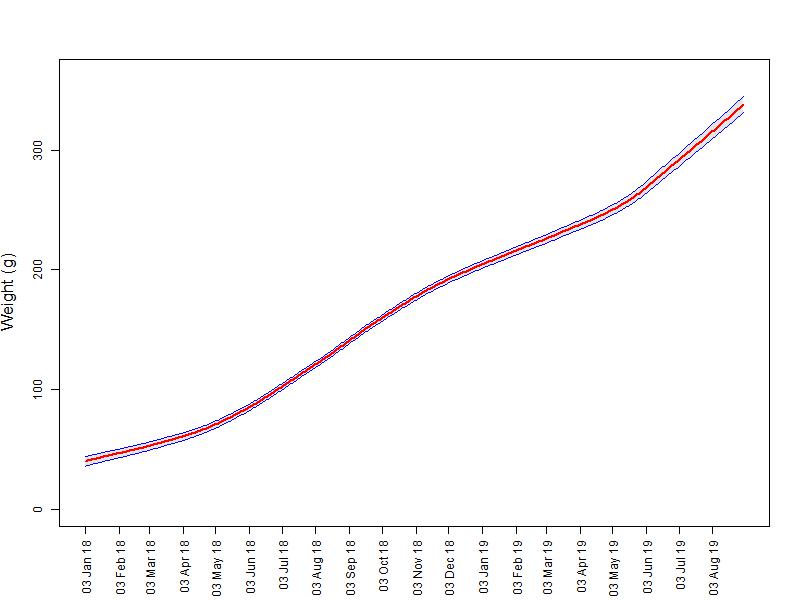 Weight (g)
300
200
100
0
03 Jan 18
03 Feb 18
03 Mar 18
03 Apr 18
03 May 18
03 Jun 18
03 Jul 18
03 Aug 18
03 Sep 18
03 Oct 18
03 Nov 18
03 Dec 18
03 Jan 19
03 Feb 19
03 Mar 19
03 Apr 19
03 May 19
03 Jun 19
03 Jul 19
03 Aug 19